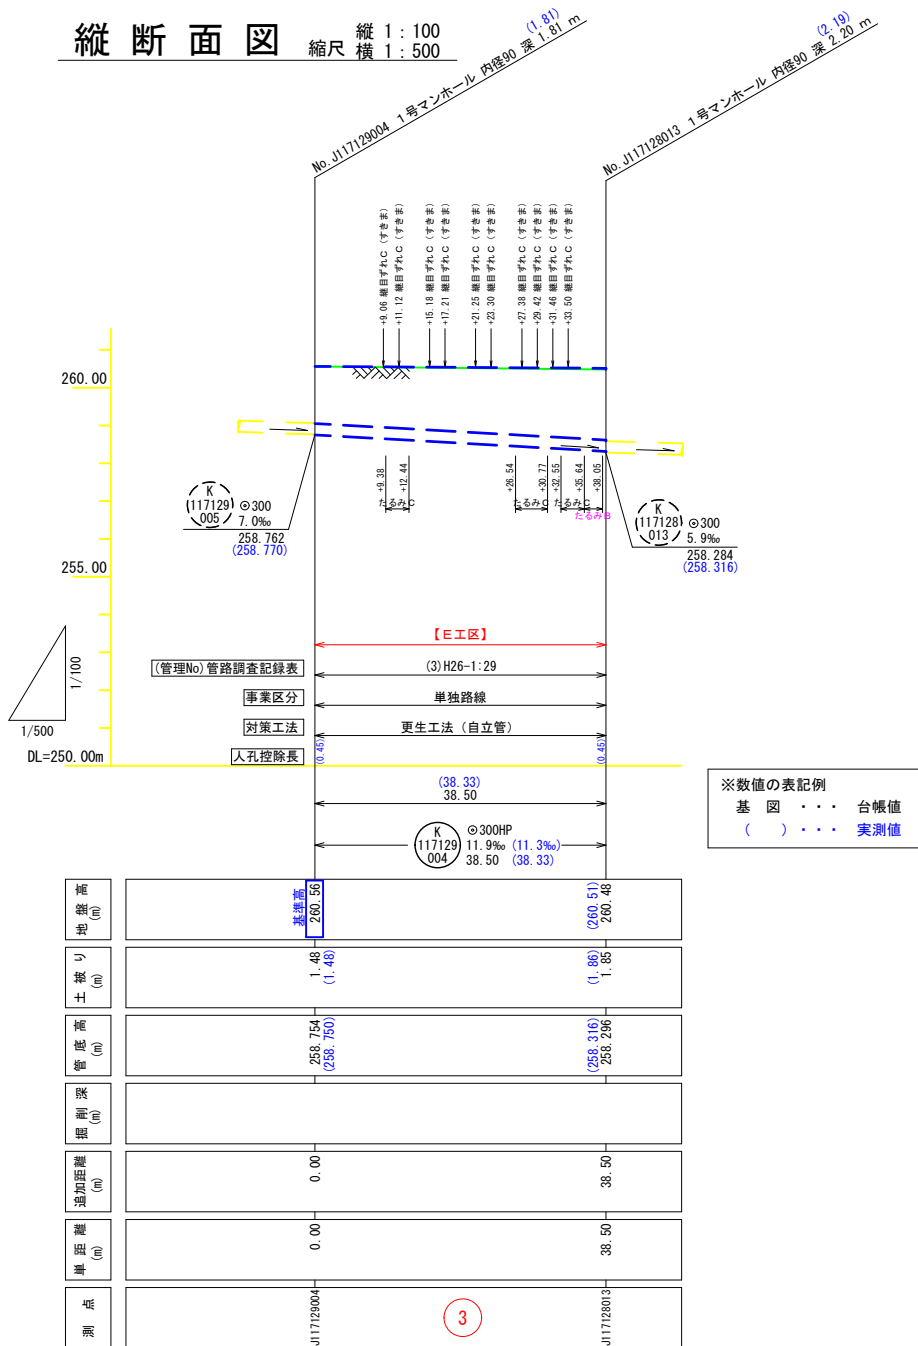 縦断面図
縮尺 縦 1:100
横 1:500
No.J117129004 1号マンホール 内径90 深 1.81 m
(1.81)
No.J117128013 1号マンホール 内径90 深 2.20 m
(2.19)
+9.06 継目ずれC (すきま)
+11.12 継目ずれC (すきま)
+15.18 継目ずれC (すきま)
+17.21 継目ずれC (すきま)
+21.25 継目ずれC (すきま)
+23.30 継目ずれC (すきま)
+27.38 継目ずれC (すきま)
+29.42 継目ずれC (すきま)
+31.46 継目ずれC (すきま)
+33.50 継目ずれC (すきま)
260.00
255.00
DL=250.00m
1/100
1/500
+9.38
+12.44
+26.54
+30.77
+32.55
+35.64
+38.05
たるみC
たるみC
たるみC
たるみB
K
117129
005
⊙300
7.0‰
258.762
(258.770)
K
117128
013
⊙300
5.9‰
258.284
(258.316)
【E工区】
(管理No)管路調査記録表
(3)H26-1:29
事業区分
単独路線
対策工法
更生工法(自立管)
人孔控除長
(0.45)
(0.45)
(38.33)
38.50
K
117129
004
⊙300HP
11.9‰ (11.3‰)
38.50 (38.33)
※数値の表記例
基 図 ・・・ 台帳値
( ) ・・・ 実測値
地盤高
(m)
基準高
260.56
(260.51)
260.48
土被り
(m)
1.48
(1.48)
(1.86)
1.85
管底高
(m)
258.754
(258.750)
(258.316)
258.296
掘削深
(m)
追加距離
(m)
0.00
38.50
単距離
(m)
0.00
38.50
測点
J117129004
3
J117128013